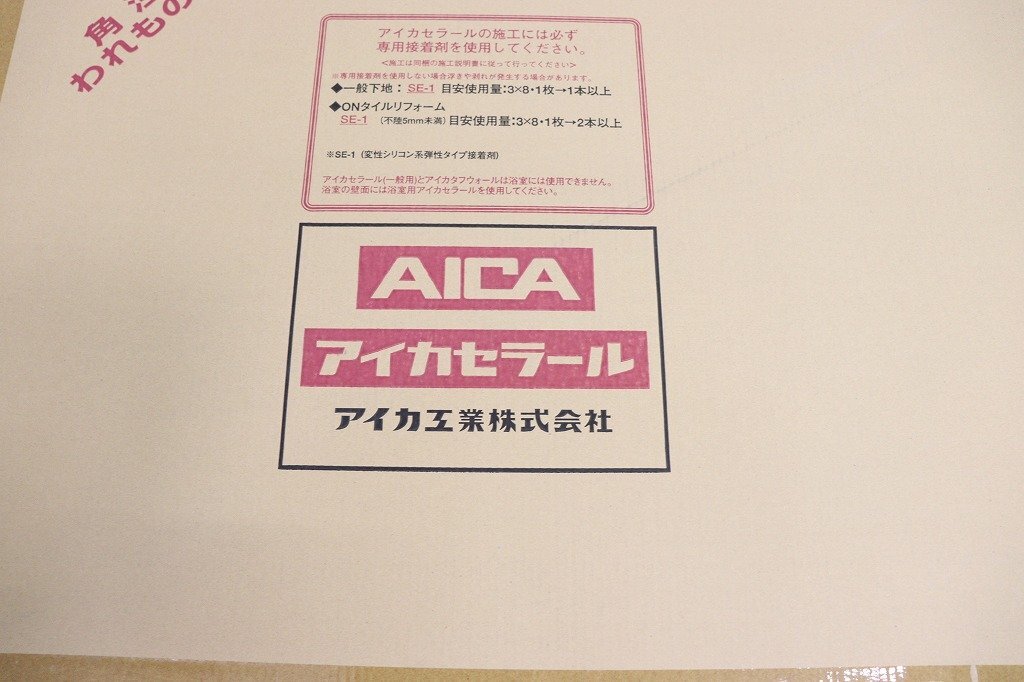 角
われもの
アイカセラールの施工には必ず
専用接着剤を使用してください。
<施工は同梱の施工説明書に従って行ってください>
※専用接着剤を使用しない場合浮きや剥れが発生する場合があります。
◆一般下地：SE-1 目安使用量:3×8・1枚→1本以上
◆ONタイルリフォーム
SE-1 （不陸5mm未満）目安使用量:3×8・1枚→2本以上
※SE-1（変性シリコン系弾性タイプ接着剤）
アイカセラール(一般用)とアイカタフウォールは浴室には使用できません。
浴室の壁面には浴室用アイカセラールを使用してください。
AICA
アイカセラール
アイカ工業株式会社